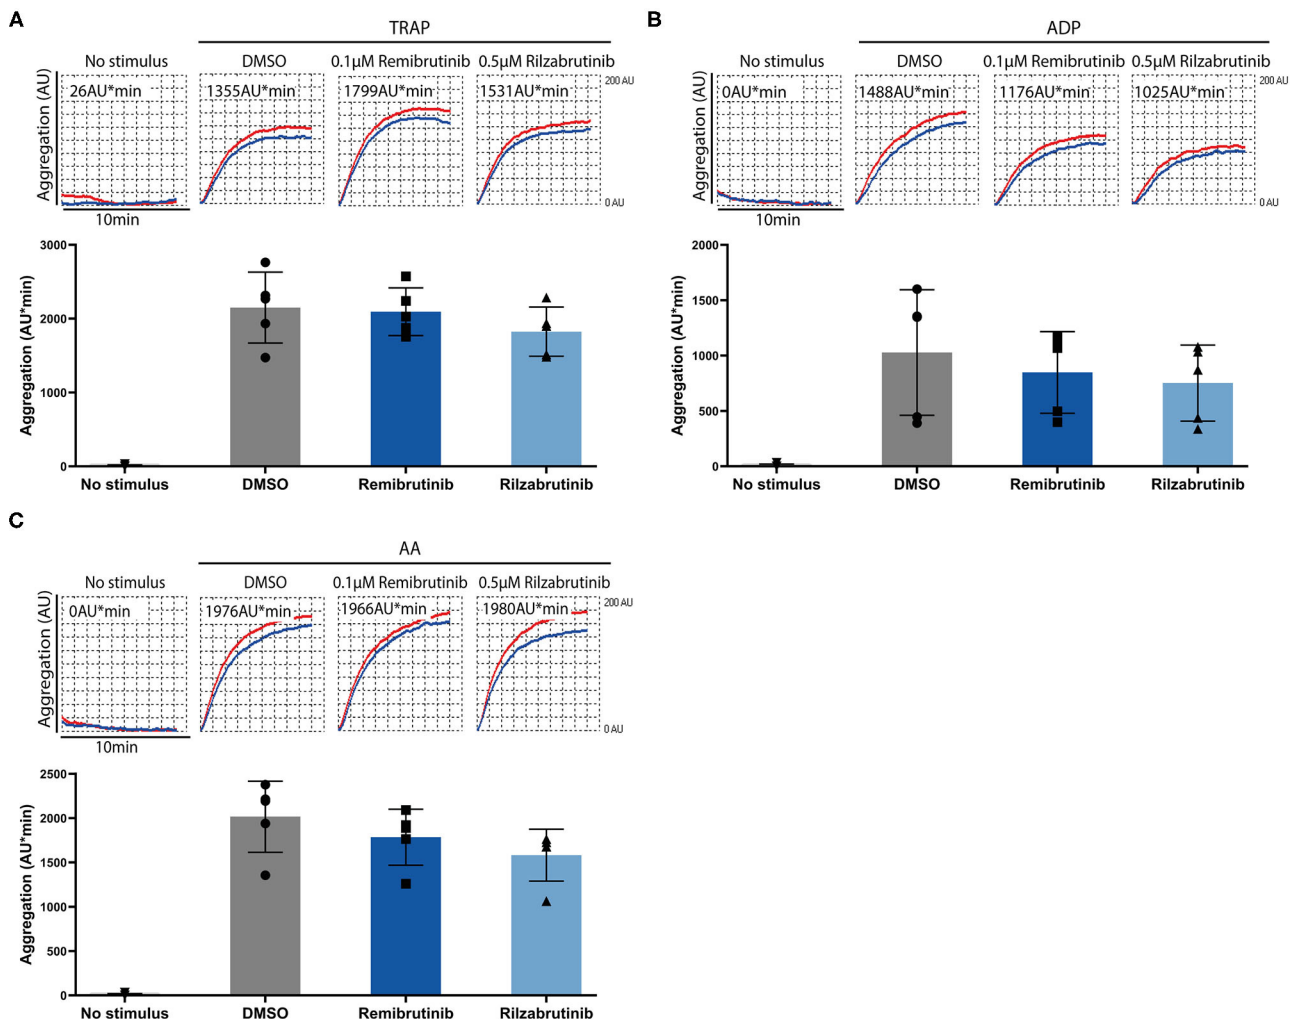 A
TRAP
No stimulus DMSO 0.1µM Remibrutinib 0.5µM Rilzabrutinib
Aggregation (AU)
26AU*min 1355AU*min 1799AU*min 1531AU*min
200 AU
0 AU
10min
Aggregation (AU*min)
3000
2000
1000
0
No stimulus DMSO Remibrutinib Rilzabrutinib
B
ADP
No stimulus DMSO 0.1µM Remibrutinib 0.5µM Rilzabrutinib
Aggregation (AU)
0AU*min 1488AU*min 1176AU*min 1025AU*min
200 AU
0 AU
10min
Aggregation (AU*min)
2000
1500
1000
500
0
No stimulus DMSO Remibrutinib Rilzabrutinib
C
AA
No stimulus DMSO 0.1µM Remibrutinib 0.5µM Rilzabrutinib
Aggregation (AU)
0AU*min 1976AU*min 1966AU*min 1980AU*min
200 AU
0 AU
10min
Aggregation (AU*min)
2500
2000
1500
1000
500
0
No stimulus DMSO Remibrutinib Rilzabrutinib